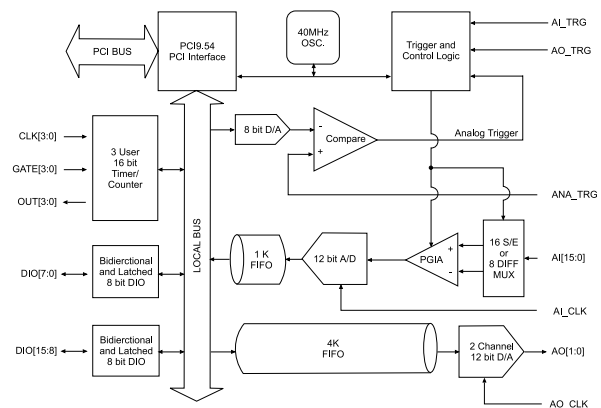 PCI BUS
PCI9.54
PCI Interface
40MHz
OSC.
Trigger and
Control Logic
AI_TRG
AO_TRG
CLK[3:0]
GATE[3:0]
OUT[3:0]
3 User
16 bit
Timer/
Counter
8 bit D/A
-
+
Compare
Analog Trigger
ANA_TRG
LOCAL BUS
DIO[7:0]
Bidierctional
and Latched
8 bit DIO
1 K
FIFO
12 bit A/D
PGIA
+
-
16 S/E
or
8 DIFF
MUX
AI[15:0]
AI_CLK
DIO[15:8]
Bidierctional
and Latched
8 bit DIO
4K
FIFO
2 Channel
12 bit D/A
AO[1:0]
AO_CLK